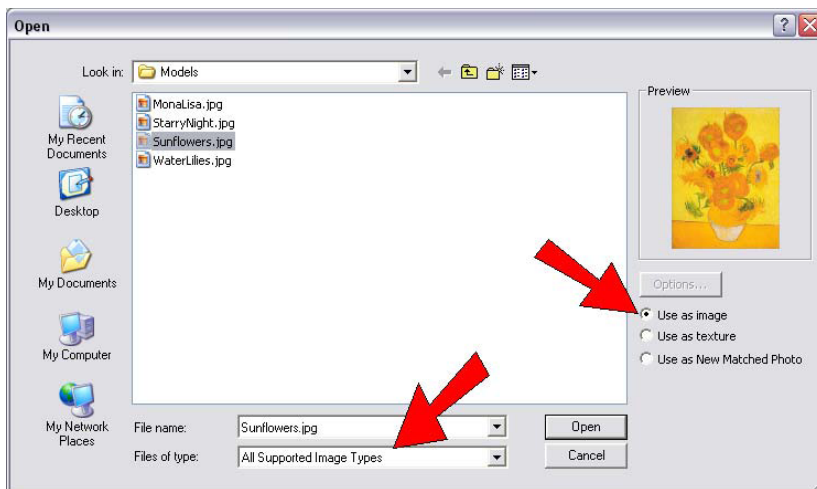 Open
Look in:
Models
My Recent
Documents
Desktop
My Documents
My Computer
My Network
Places
MonaLisa.jpg
StarryNight.jpg
Sunflowers.jpg
WaterLilies.jpg
Preview
Options...
Use as image
Use as texture
Use as New Matched Photo
File name:
Sunflowers.jpg
Open
Files of type:
All Supported Image Types
Cancel